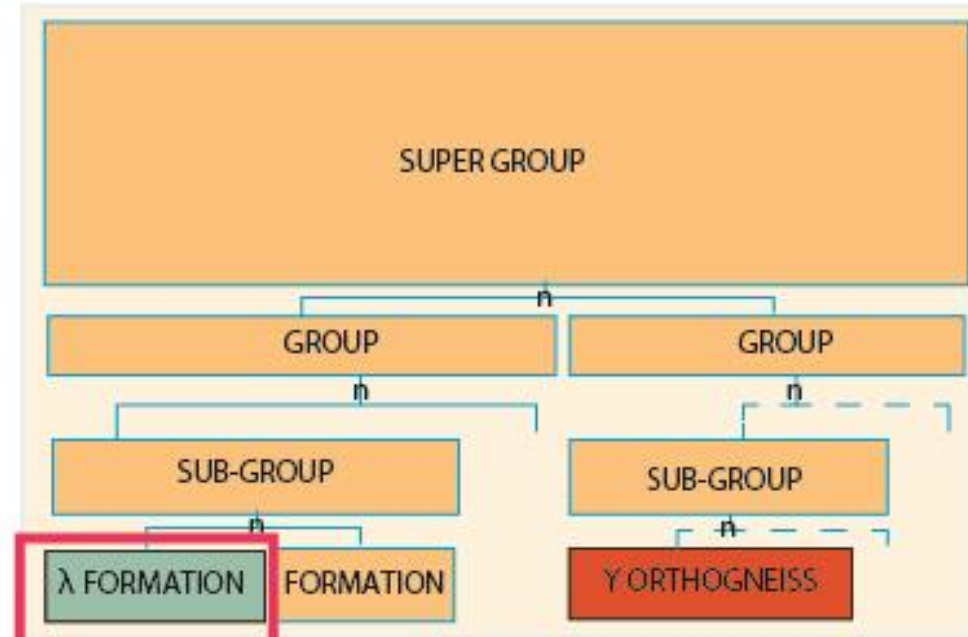 SUPER GROUP
n
GROUP
GROUP
n
n
SUB-GROUP
SUB-GROUP
n
n
λ FORMATION
FORMATION
Υ ORTHOGNEISS